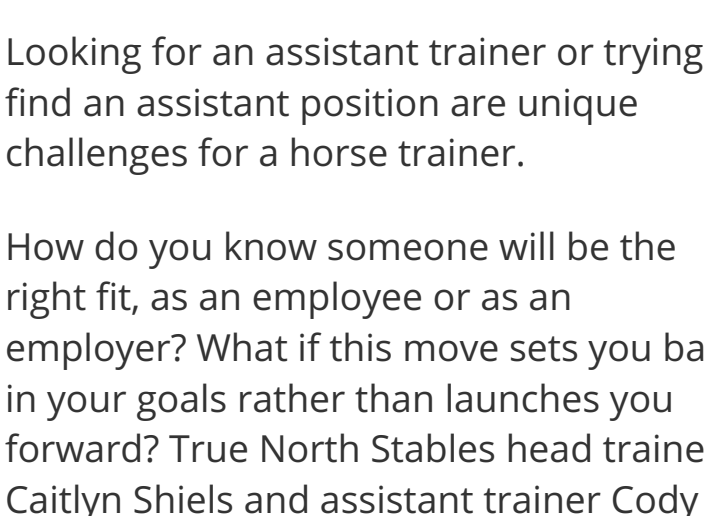 Looking for an assistant trainer or trying
find an assistant position are unique
challenges for a horse trainer.
How do you know someone will be the
right fit, as an employee or as an
employer? What if this move sets you ba
in your goals rather than launches you
forward? True North Stables head traine
Caitlyn Shiels and assistant trainer Cody